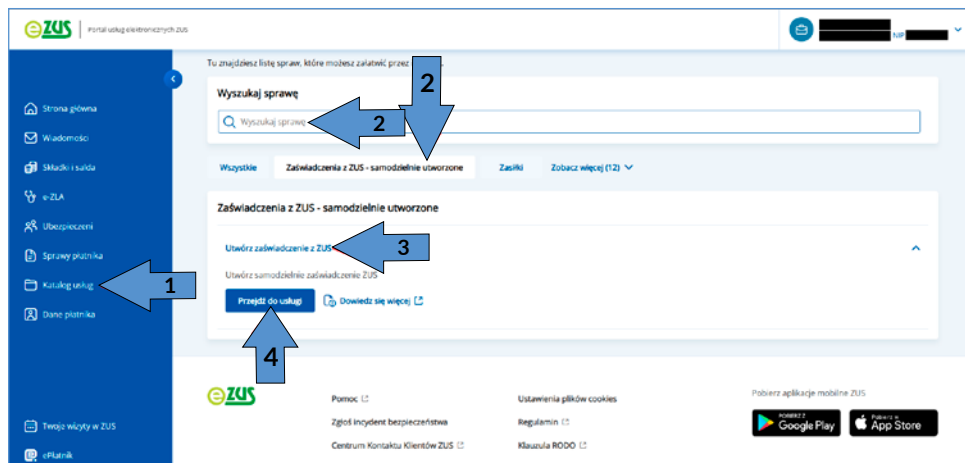 eZUS Portal usług elektronicznych ZUS
NIP
Tu znajdziesz listę spraw, które możesz załatwić przez
Strona główna
Wiadomości
Składki i salda
e-ZLA
Ubezpieczeni
Sprawy płatnika
Katalog usług
Dane płatnika
Twoje wizyty w ZUS
ePłatnik
1
Wyszukaj sprawę
Wyszukaj sprawę
2
2
Wszystkie Zaświadczenia z ZUS - samodzielnie utworzone Zasiłki Zobacz więcej (12)
Zaświadczenia z ZUS - samodzielnie utworzone
Utwórz zaświadczenie z ZUS
3
Utwórz samodzielnie zaświadczenie ZUS
Przejdź do usługi Dowiedz się więcej
4
eZUS
Pomoc
Zgłoś incydent bezpieczeństwa
Centrum Kontaktu Klientów ZUS
Ustawienia plików cookies
Regulamin
Klauzula RODO
Pobierz aplikacje mobilne ZUS
POBIERZ Z
Google Play
Pobierz w
App Store